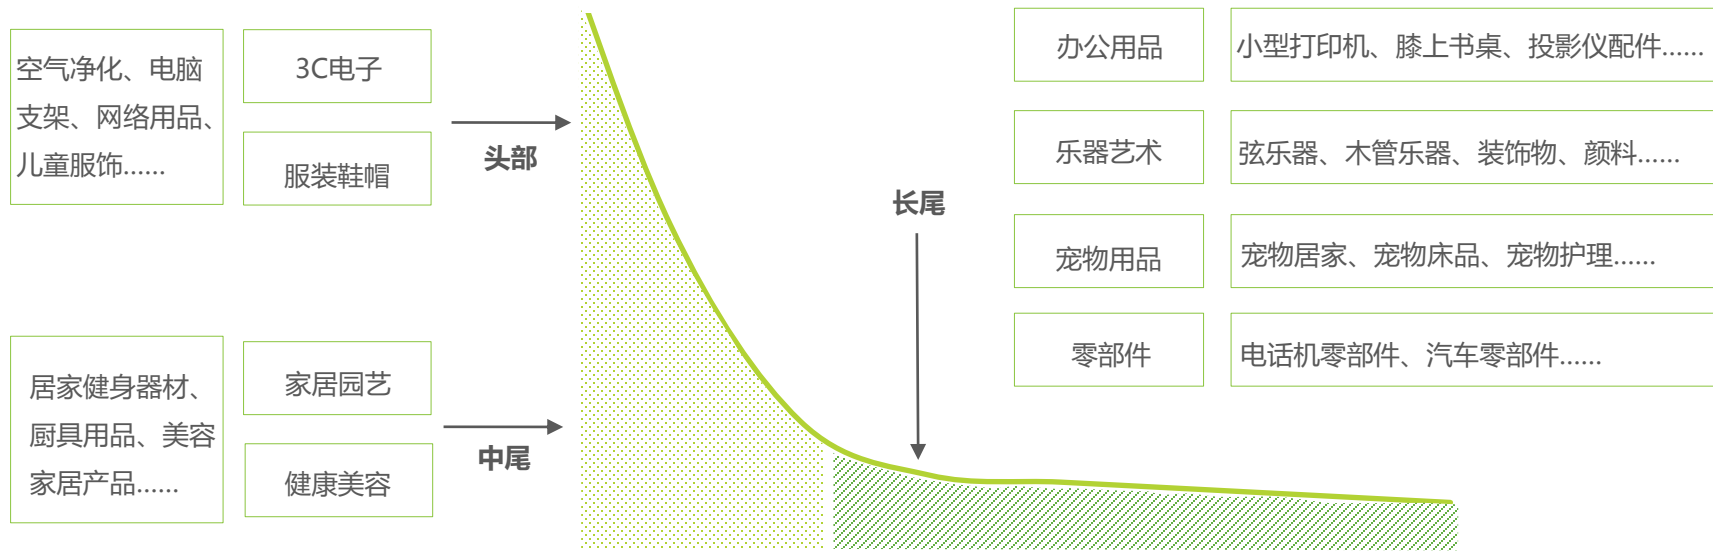 空气净化、电脑
支架、网络用品、
儿童服饰......
3C电子
服装鞋帽
头部
居家健身器材、
厨具用品、美容
家居产品......
家居园艺
健康美容
中尾
长尾
办公用品
小型打印机、膝上书桌、投影仪配件......
乐器艺术
弦乐器、木管乐器、装饰物、颜料......
宠物用品
宠物居家、宠物床品、宠物护理......
零部件
电话机零部件、汽车零部件......